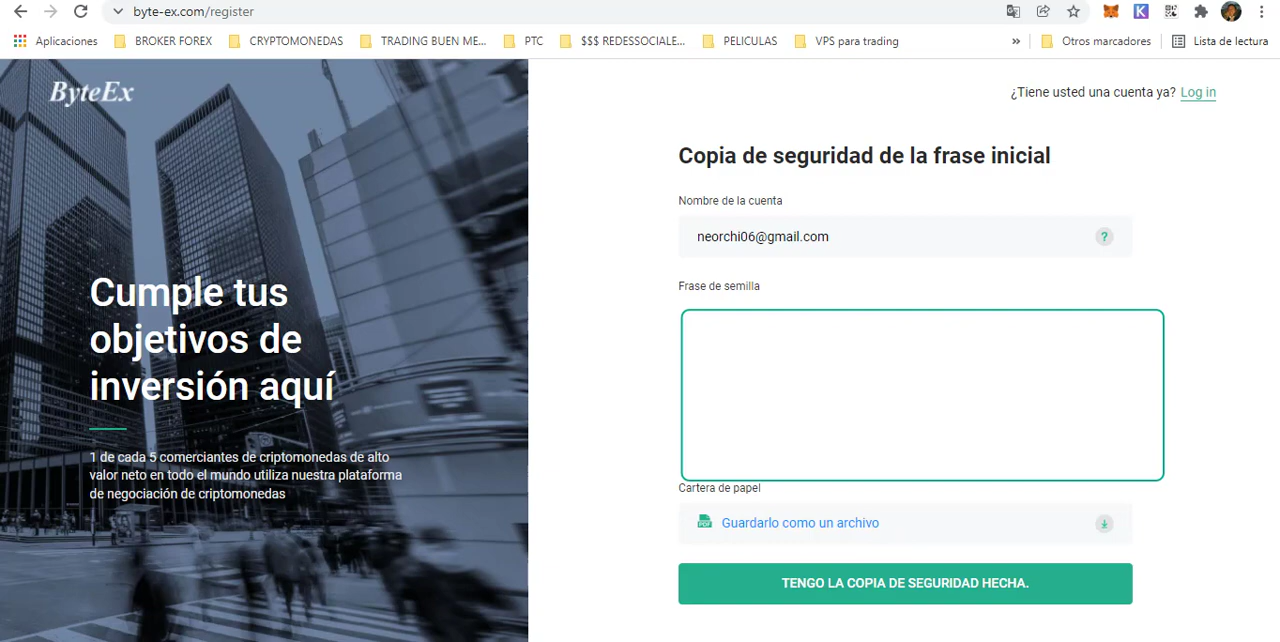 byte-ex.com/register
Aplicaciones BROKER FOREX CRYPTOMONEDAS TRADING BUEN ME... PTC $$$ REDESSOCIALE... PELICULAS VPS para trading » Otros marcadores Lista de lectura
ByteEx
¿Tiene usted una cuenta ya? Log in
Cumple tus
objetivos de
inversión aquí
1 de cada 5 comerciantes de criptomonedas de alto
valor neto en todo el mundo utiliza nuestra plataforma
de negociación de criptomonedas
Copia de seguridad de la frase inicial
Nombre de la cuenta
neorchi06@gmail.com ?
Frase de semilla
Cartera de papel
PDF Guardarlo como un archivo
TENGO LA COPIA DE SEGURIDAD HECHA.